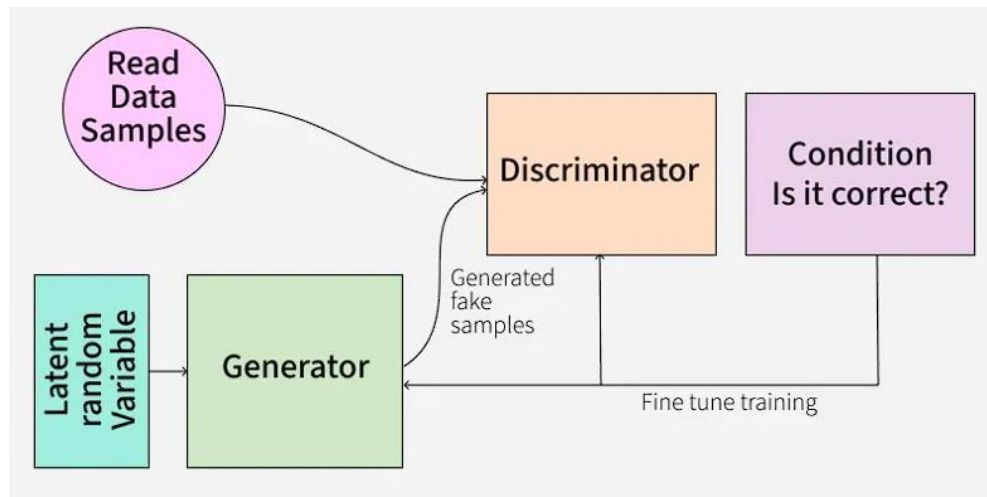 Read
Data
Samples
Discriminator
Condition
Is it correct?
Generated
fake
samples
Latent
random
Variable
Generator
Fine tune training